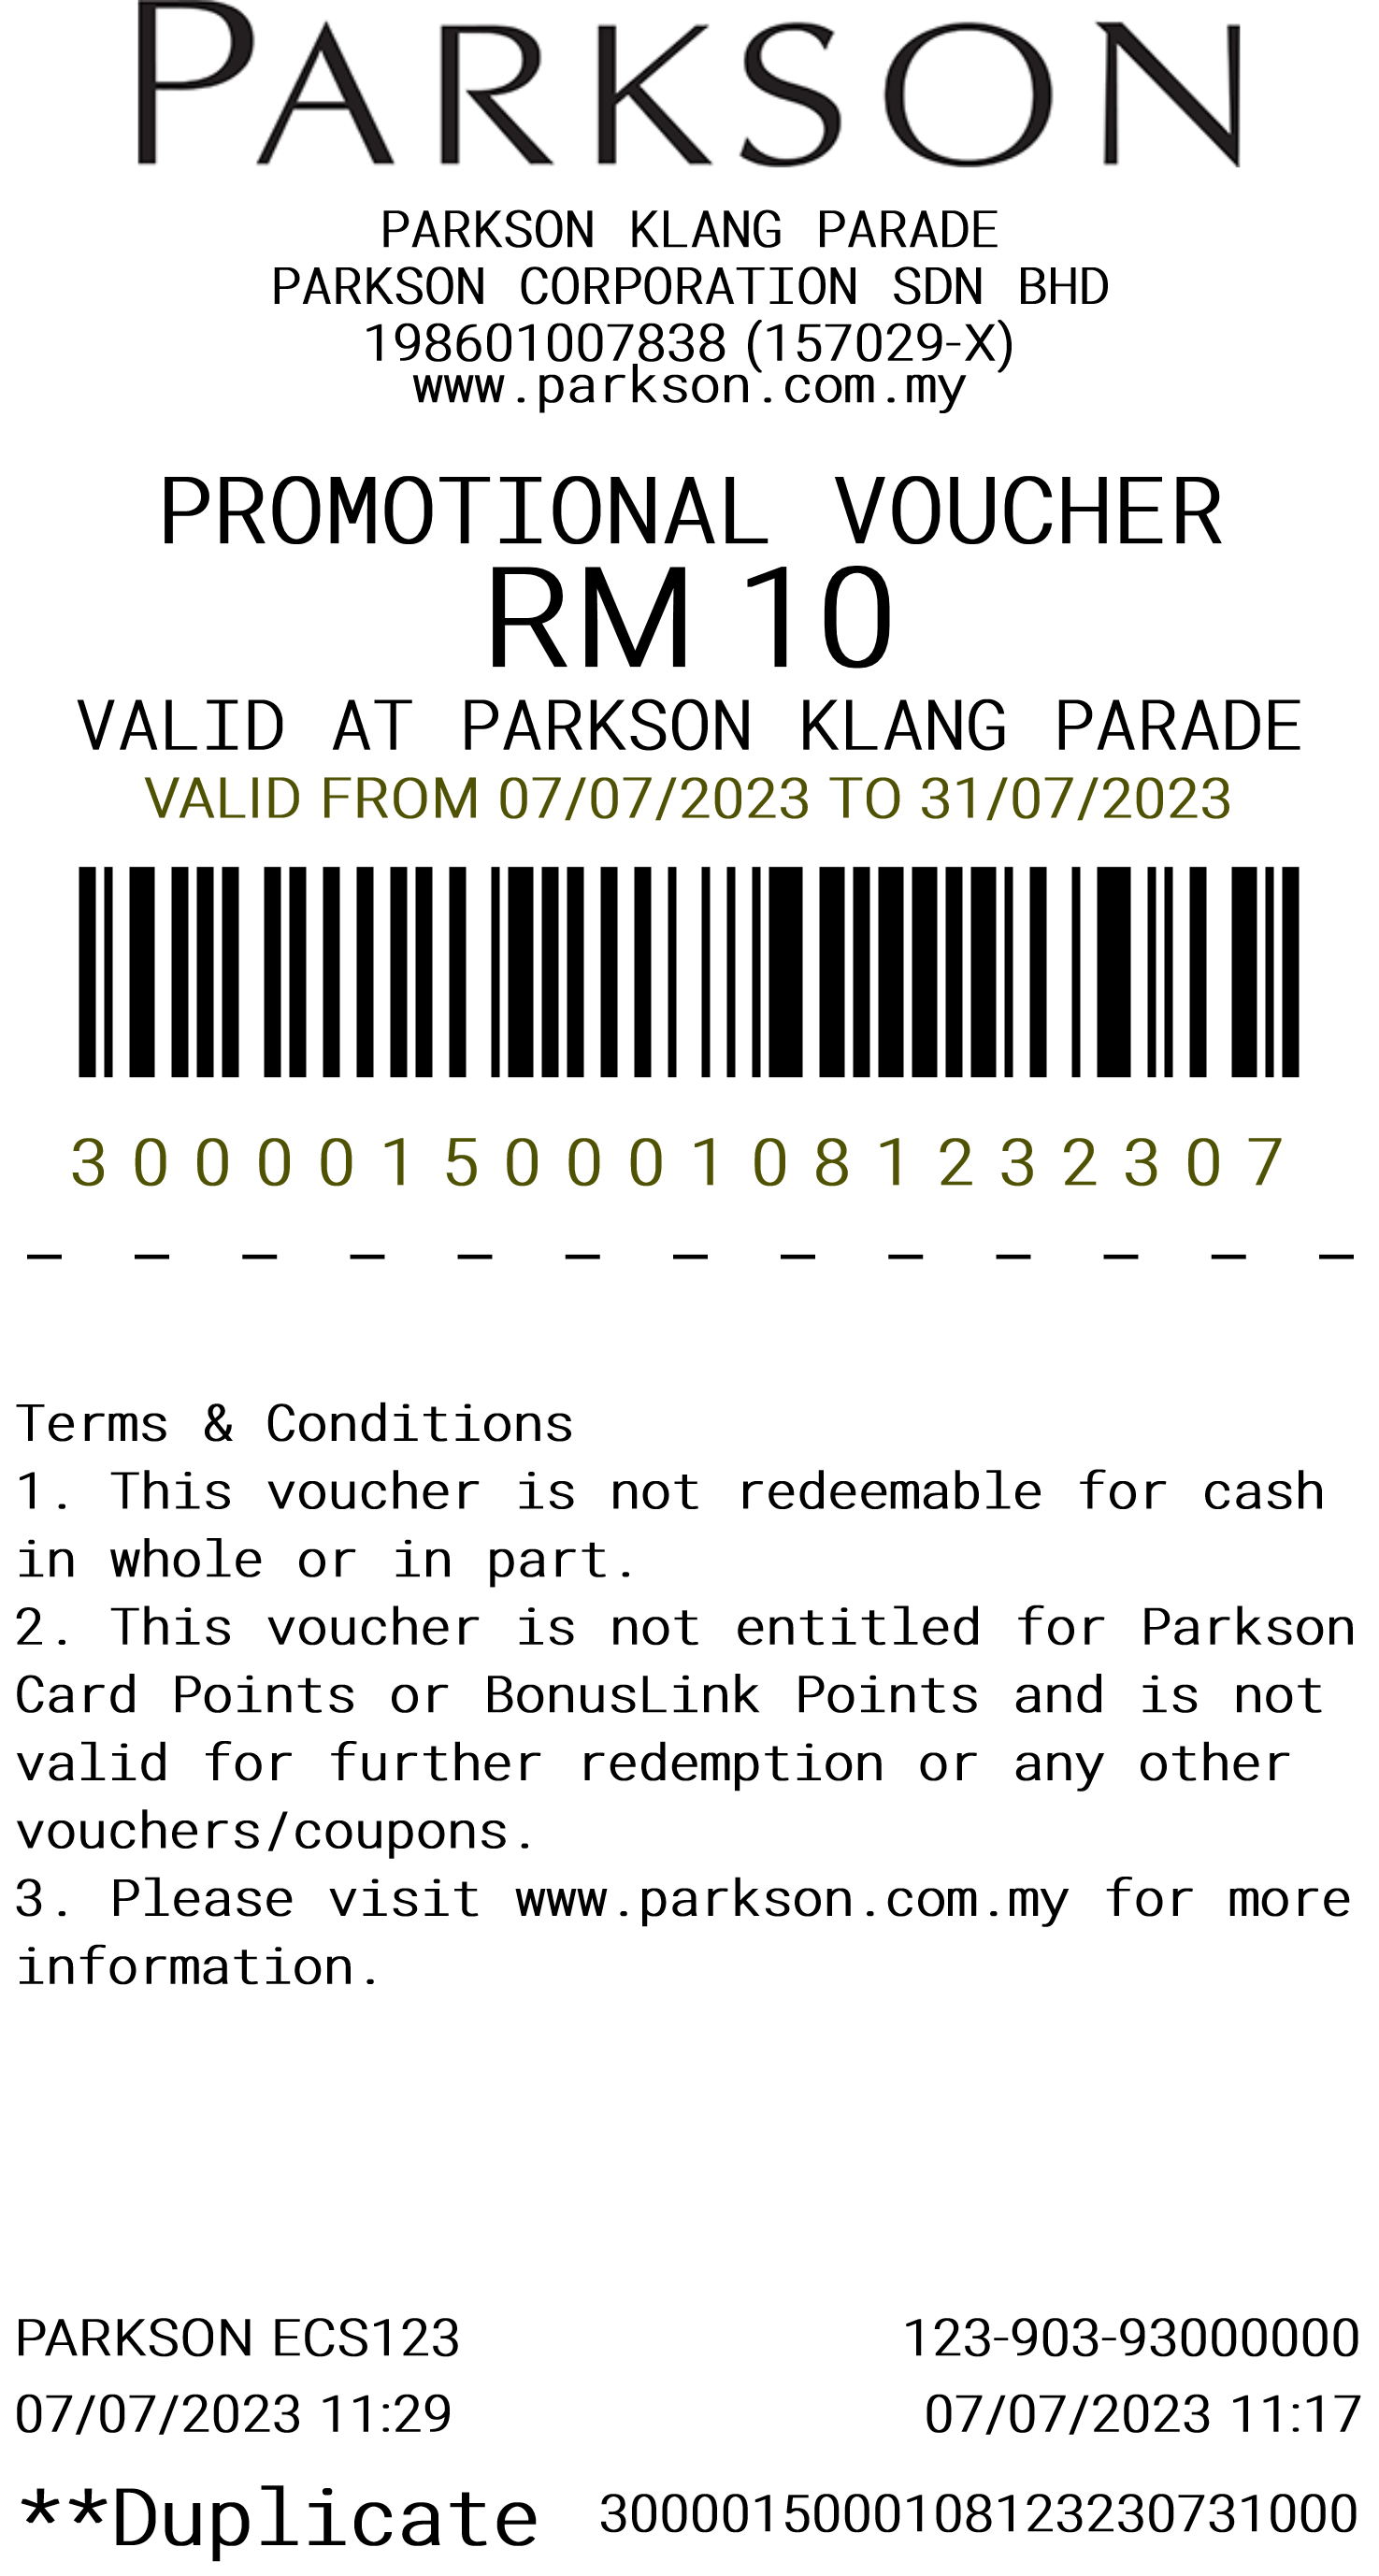 PARKSON
PARKSON KLANG PARADE
PARKSON CORPORATION SDN BHD
198601007838 (157029-X)
www.parkson.com.my
PROMOTIONAL VOUCHER
RM 10
VALID AT PARKSON KLANG PARADE
VALID FROM 07/07/2023 TO 31/07/2023
3 0 0 0 0 1 5 0 0 0 1 0 8 1 2 3 2 3 0 7
Terms & Conditions
1. This voucher is not redeemable for cash
in whole or in part.
2. This voucher is not entitled for Parkson
Card Points or BonusLink Points and is not
valid for further redemption or any other
vouchers/coupons.
3. Please visit www.parkson.com.my for more
information.
PARKSON ECS123 123-903-93000000
07/07/2023 11:29 07/07/2023 11:17
**Duplicate 3000015000108123230731000